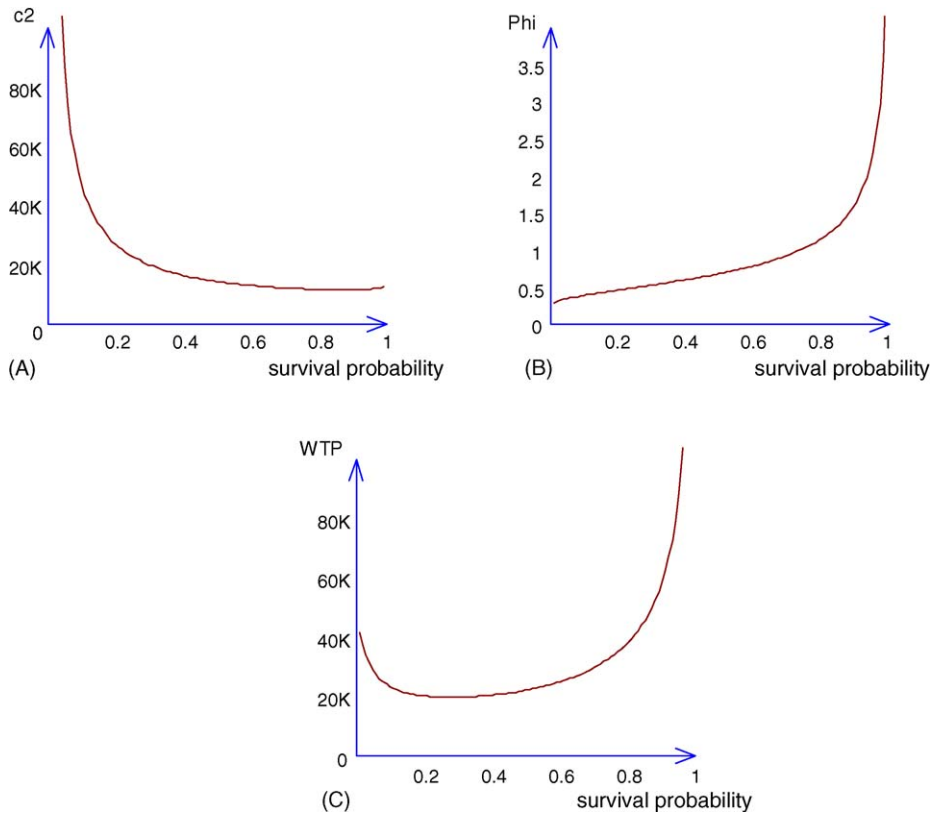 c2
80K
60K
40K
20K
0
0.2 0.4 0.6 0.8 1
(A) survival probability
Phi
3.5
3
2.5
2
1.5
1
0.5
0
0.2 0.4 0.6 0.8 1
(B) survival probability
WTP
80K
60K
40K
20K
0
0.2 0.4 0.6 0.8 1
(C) survival probability